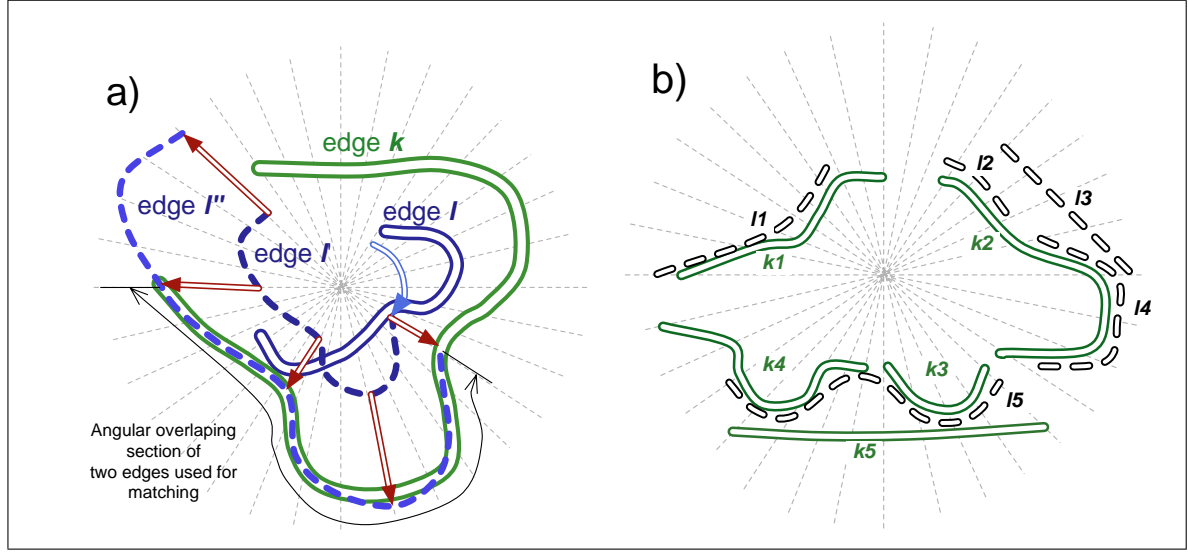 a)
edge k
edge l
edge l''
edge l
Angular overlaping
section of
two edges used for
matching
b)
l1
l2
l3
k1
k2
l4
k4
k3
l5
k5